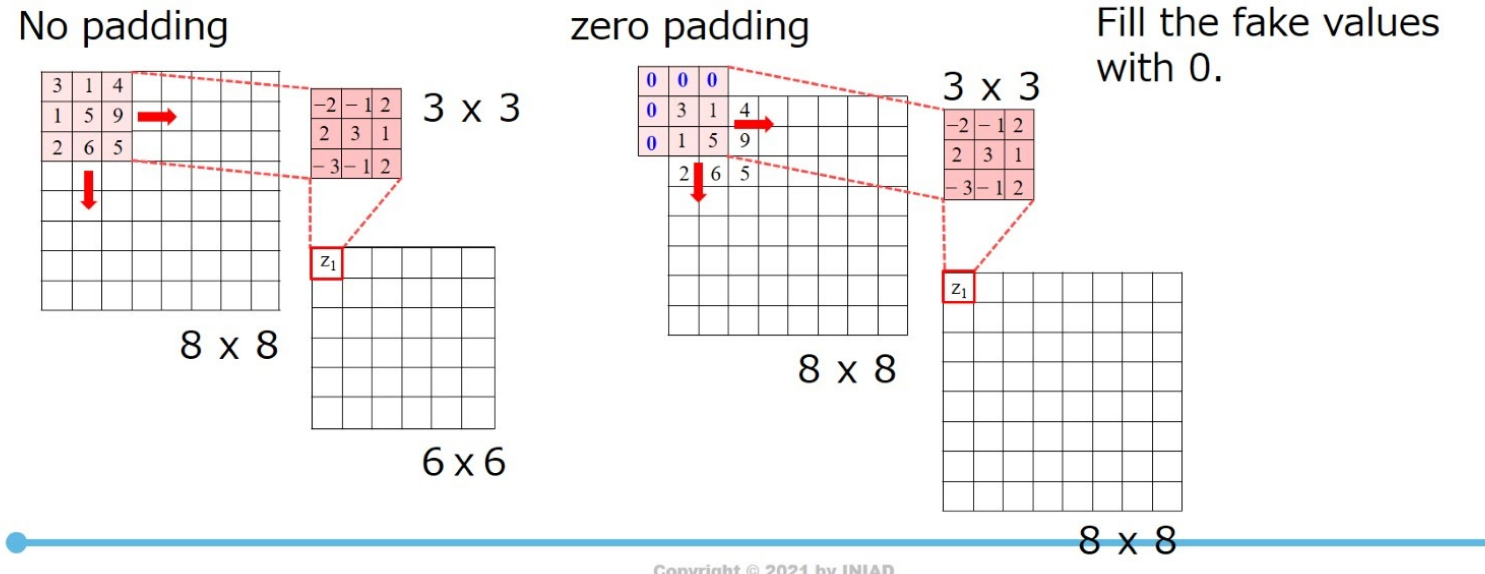 No padding
3 1 4
1 5 9
2 6 5
−2 − 1 2
2 3 1
− 3 − 1 2
3 x 3
z₁
8 x 8
6 x 6
zero padding
0 0 0
0 3 1 4
0 1 5 9
2 6 5
3 x 3
−2 − 1 2
2 3 1
− 3 − 1 2
z₁
8 x 8
8 x 8
Fill the fake values
with 0.
Copyright © 2021 by INIAD